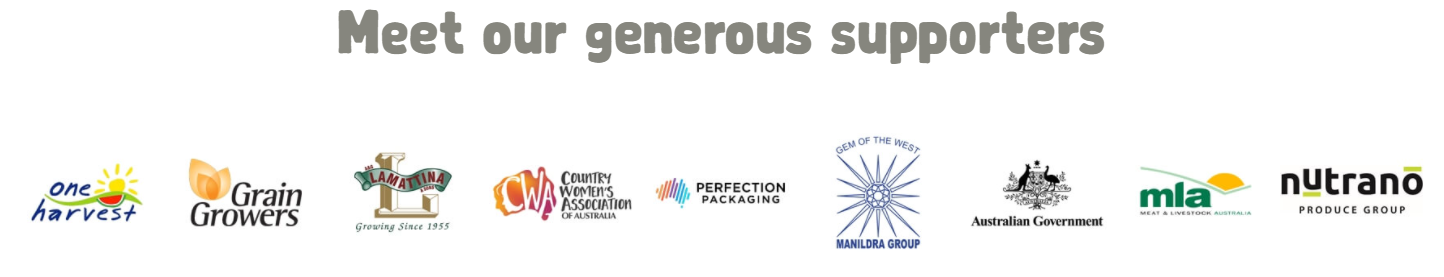 Meet our generous supporters
one
harvest
Grain
Growers
LAMATTINA
L
Growing Since 1955
CWA
COUNTRY
WOMEN'S
ASSOCIATION
OF AUSTRALIA
PERFECTION
PACKAGING
GEM OF THE WEST
MANILDRA GROUP
Australian Government
mla
MEAT & LIVESTOCK AUSTRALIA
nutrano
PRODUCE GROUP